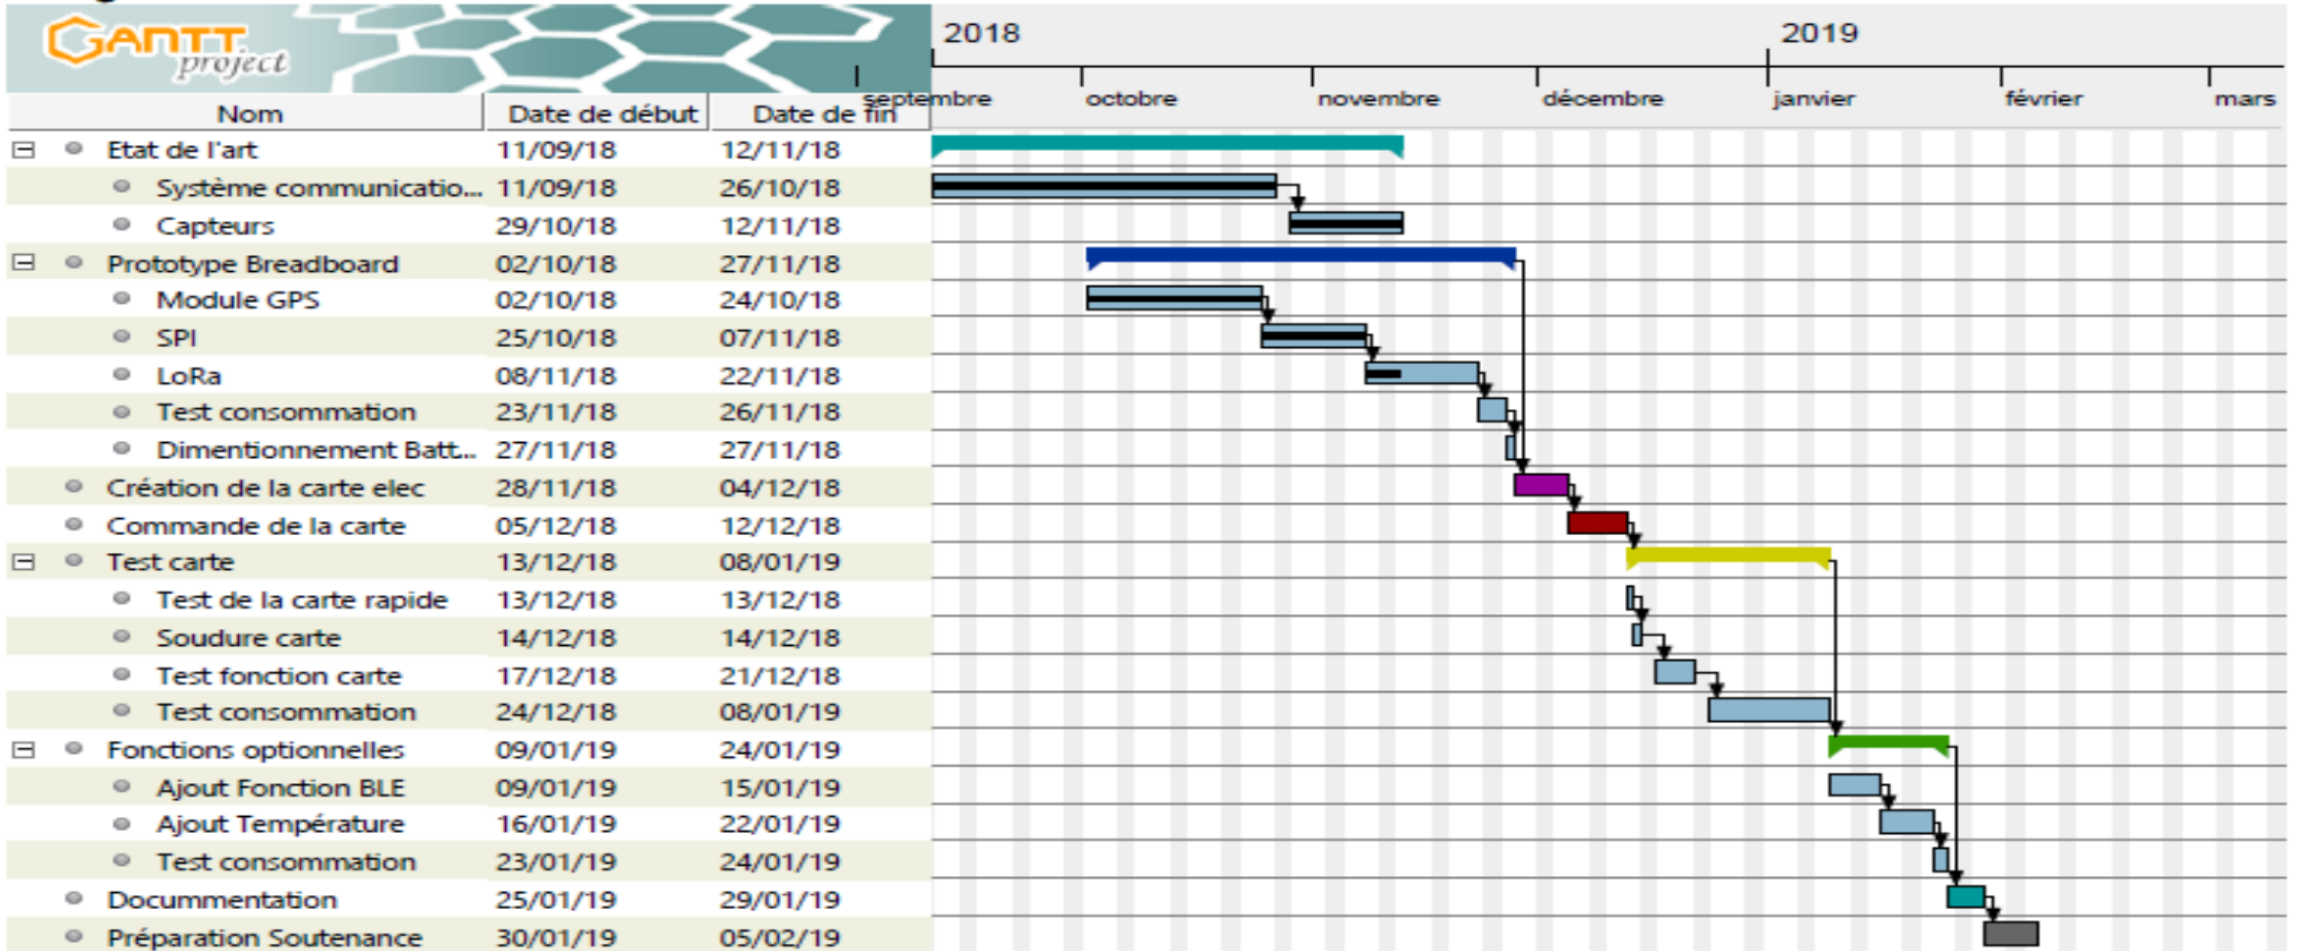 GANTT
project
2018 2019
septembre octobre novembre décembre janvier février mars
Nom Date de début Date de fin
Etat de l'art 11/09/18 12/11/18
Système communicatio... 11/09/18 26/10/18
Capteurs 29/10/18 12/11/18
Prototype Breadboard 02/10/18 27/11/18
Module GPS 02/10/18 24/10/18
SPI 25/10/18 07/11/18
LoRa 08/11/18 22/11/18
Test consommation 23/11/18 26/11/18
Dimentionnement Batt... 27/11/18 27/11/18
Création de la carte elec 28/11/18 04/12/18
Commande de la carte 05/12/18 12/12/18
Test carte 13/12/18 08/01/19
Test de la carte rapide 13/12/18 13/12/18
Soudure carte 14/12/18 14/12/18
Test fonction carte 17/12/18 21/12/18
Test consommation 24/12/18 08/01/19
Fonctions optionnelles 09/01/19 24/01/19
Ajout Fonction BLE 09/01/19 15/01/19
Ajout Température 16/01/19 22/01/19
Test consommation 23/01/19 24/01/19
Docummentation 25/01/19 29/01/19
Préparation Soutenance 30/01/19 05/02/19